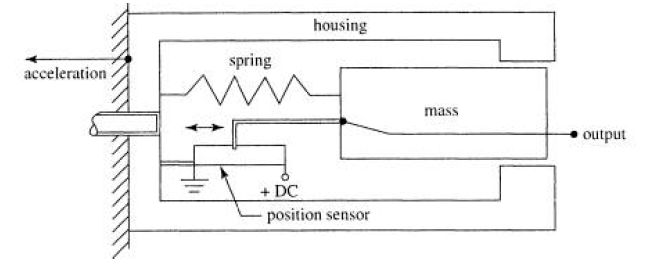 housing
acceleration
spring
mass
output
+ DC
position sensor